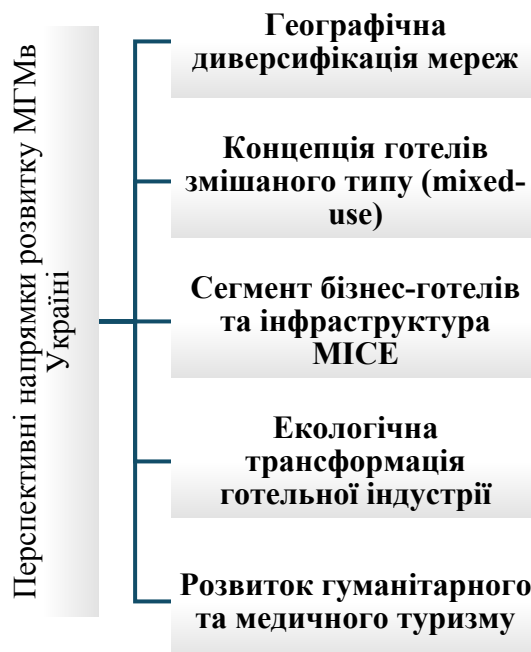 Перспективні напрямки розвитку МГМв
Україні
Географічна
диверсифікація мереж
Концепція готелів
змішаного типу (mixed-
use)
Сегмент бізнес-готелів
та інфраструктура
MICE
Екологічна
трансформація
готельної індустрії
Розвиток гуманітарного
та медичного туризму